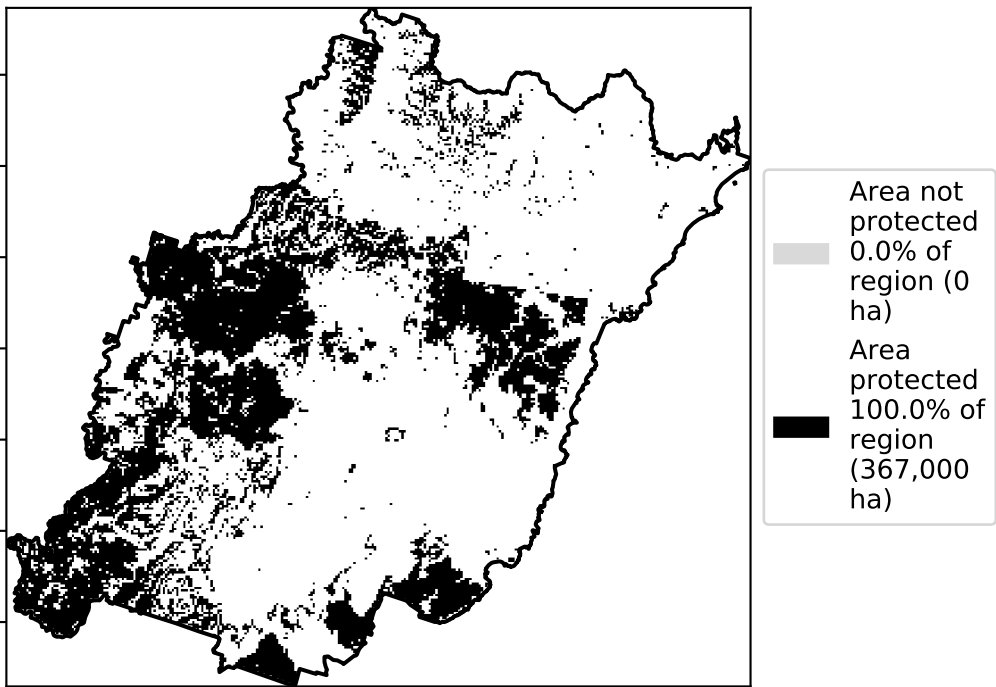 Area not
protected
0.0% of
region (0
ha)
Area
protected
100.0% of
region
(367,000
ha)